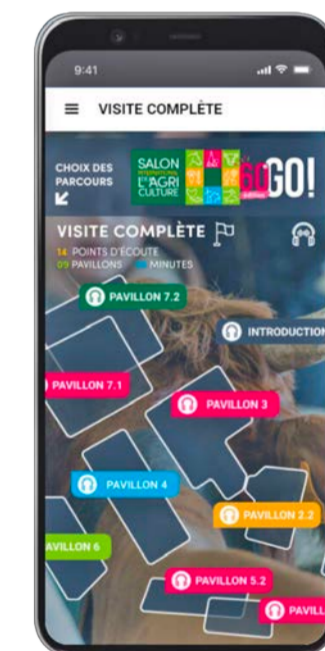 9:41
VISITE COMPLÈTE
CHOIX DES
PARCOURS
SALON
INTERNATIONAL
DE L'AGRI
CULTURE
60 GO!
VISITE COMPLÈTE
14 POINTS D'ÉCOUTE
09 PAVILLONS MINUTES
PAVILLON 7.2
INTRODUCTION
PAVILLON 7.1
PAVILLON 3
PAVILLON 4
PAVILLON 2.2
AVILLON 6
PAVILLON 5.2
PAVILL